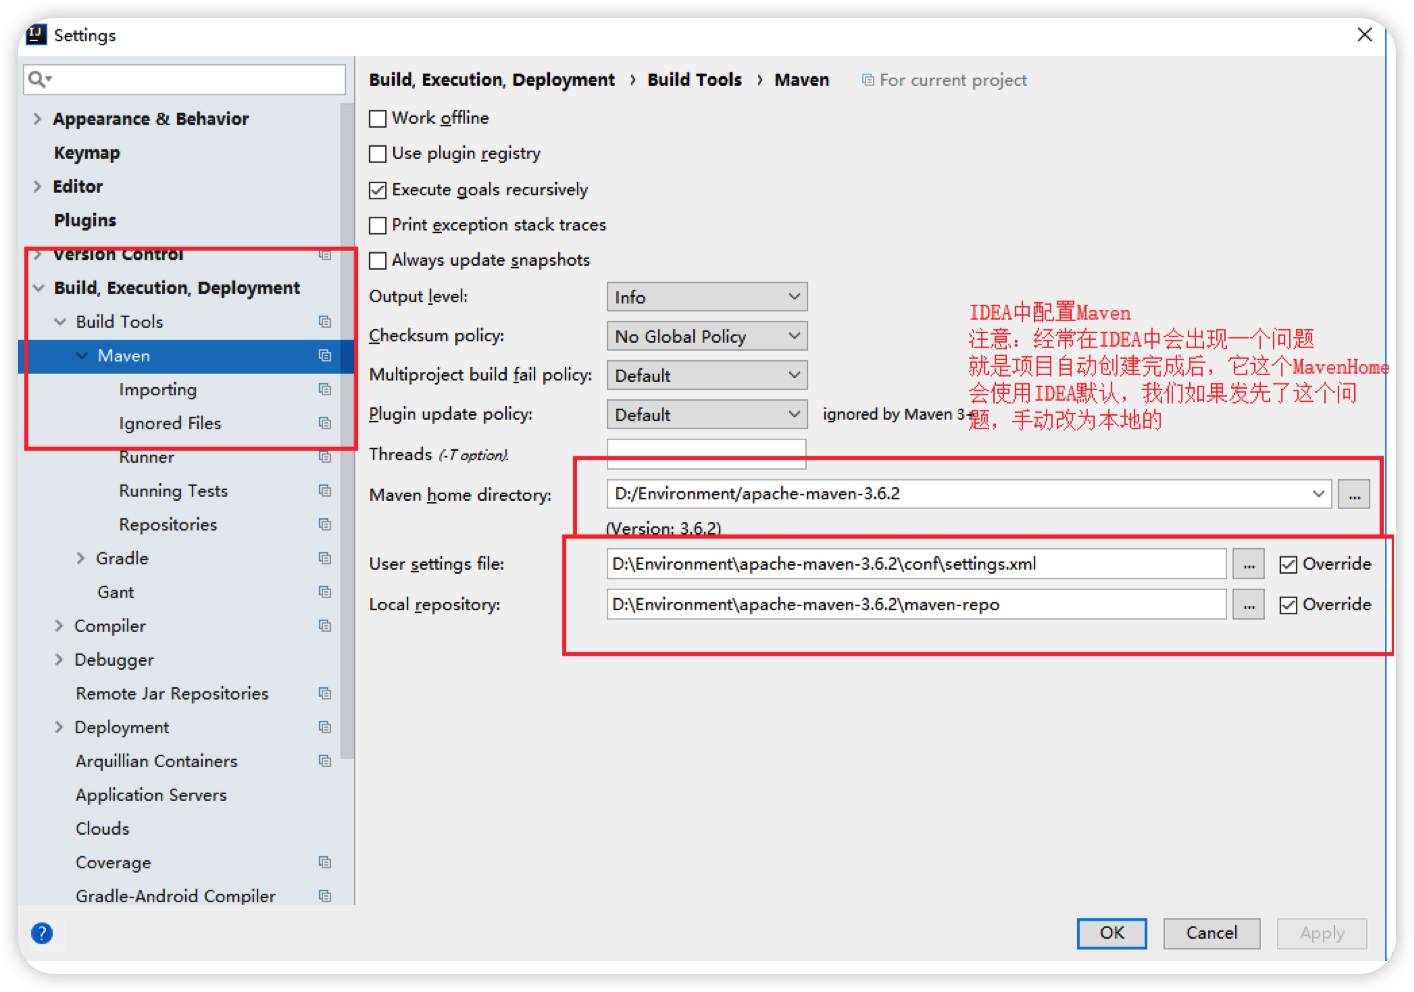 Settings
Appearance & Behavior
Keymap
Editor
Plugins
Version Control
Build, Execution, Deployment
Build Tools
Maven
Importing
Ignored Files
Runner
Running Tests
Repositories
Gradle
Gant
Compiler
Debugger
Remote Jar Repositories
Deployment
Arquillian Containers
Application Servers
Clouds
Coverage
Gradle-Android Compiler
Build, Execution, Deployment › Build Tools › Maven For current project
Work offline
Use plugin registry
Execute goals recursively
Print exception stack traces
Always update snapshots
Output level: Info
Checksum policy: No Global Policy
Multiproject build fail policy: Default
Plugin update policy: Default ignored by Maven 3+
Threads (-T option).
Maven home directory: D:/Environment/apache-maven-3.6.2 ...
(Version: 3.6.2)
User settings file: D:\Environment\apache-maven-3.6.2\conf\settings.xml ... Override
Local repository: D:\Environment\apache-maven-3.6.2\maven-repo ... Override
IDEA中配置Maven
注意：经常在IDEA中会出现一个问题
就是项目自动创建完成后，它这个MavenHome
会使用IDEA默认，我们如果发先了这个问
题，手动改为本地的
? OK Cancel Apply